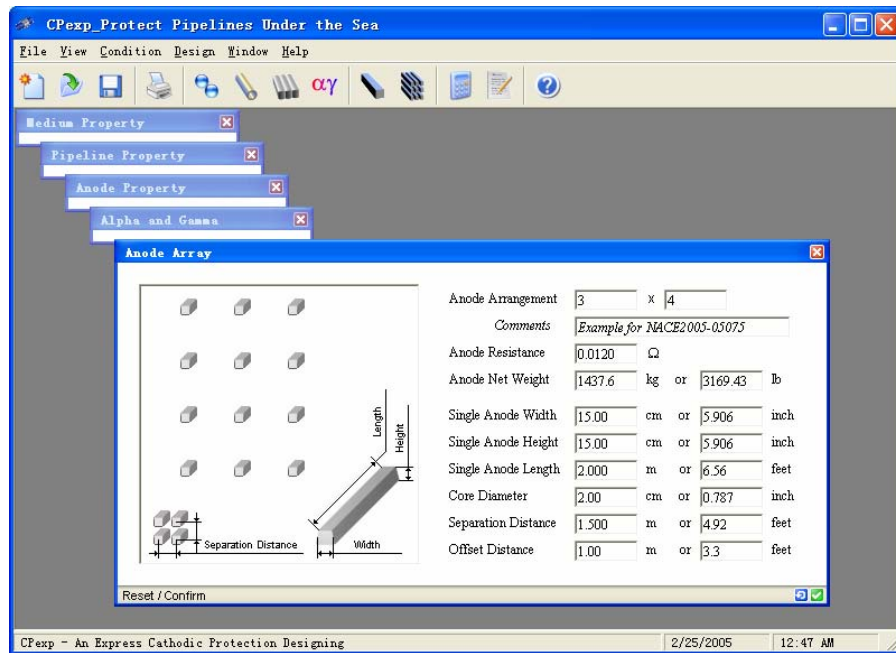 CPexp_Protect Pipelines Under the Sea
File View Condition Design Window Help
αγ
Medium Property
Pipeline Property
Anode Property
Alpha and Gamma
Anode Array
Length
Height
Separation Distance
Width
Anode Arrangement 3 x 4
Comments Example for NACE2005-05075
Anode Resistance 0.0120 Ω
Anode Net Weight 1437.6 kg or 3169.43 lb
Single Anode Width 15.00 cm or 5.906 inch
Single Anode Height 15.00 cm or 5.906 inch
Single Anode Length 2.000 m or 6.56 feet
Core Diameter 2.00 cm or 0.787 inch
Separation Distance 1.500 m or 4.92 feet
Offset Distance 1.00 m or 3.3 feet
Reset / Confirm
CPexp - An Express Cathodic Protection Designing 2/25/2005 12:47 AM